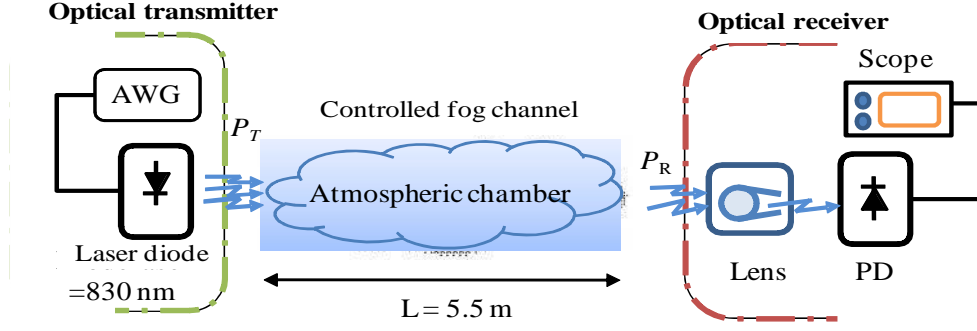 Optical transmitter
Optical receiver
AWG
P_T
Controlled fog channel
Scope
Atmospheric chamber
P_R
Laser diode
=830 nm
Lens
PD
L = 5.5 m